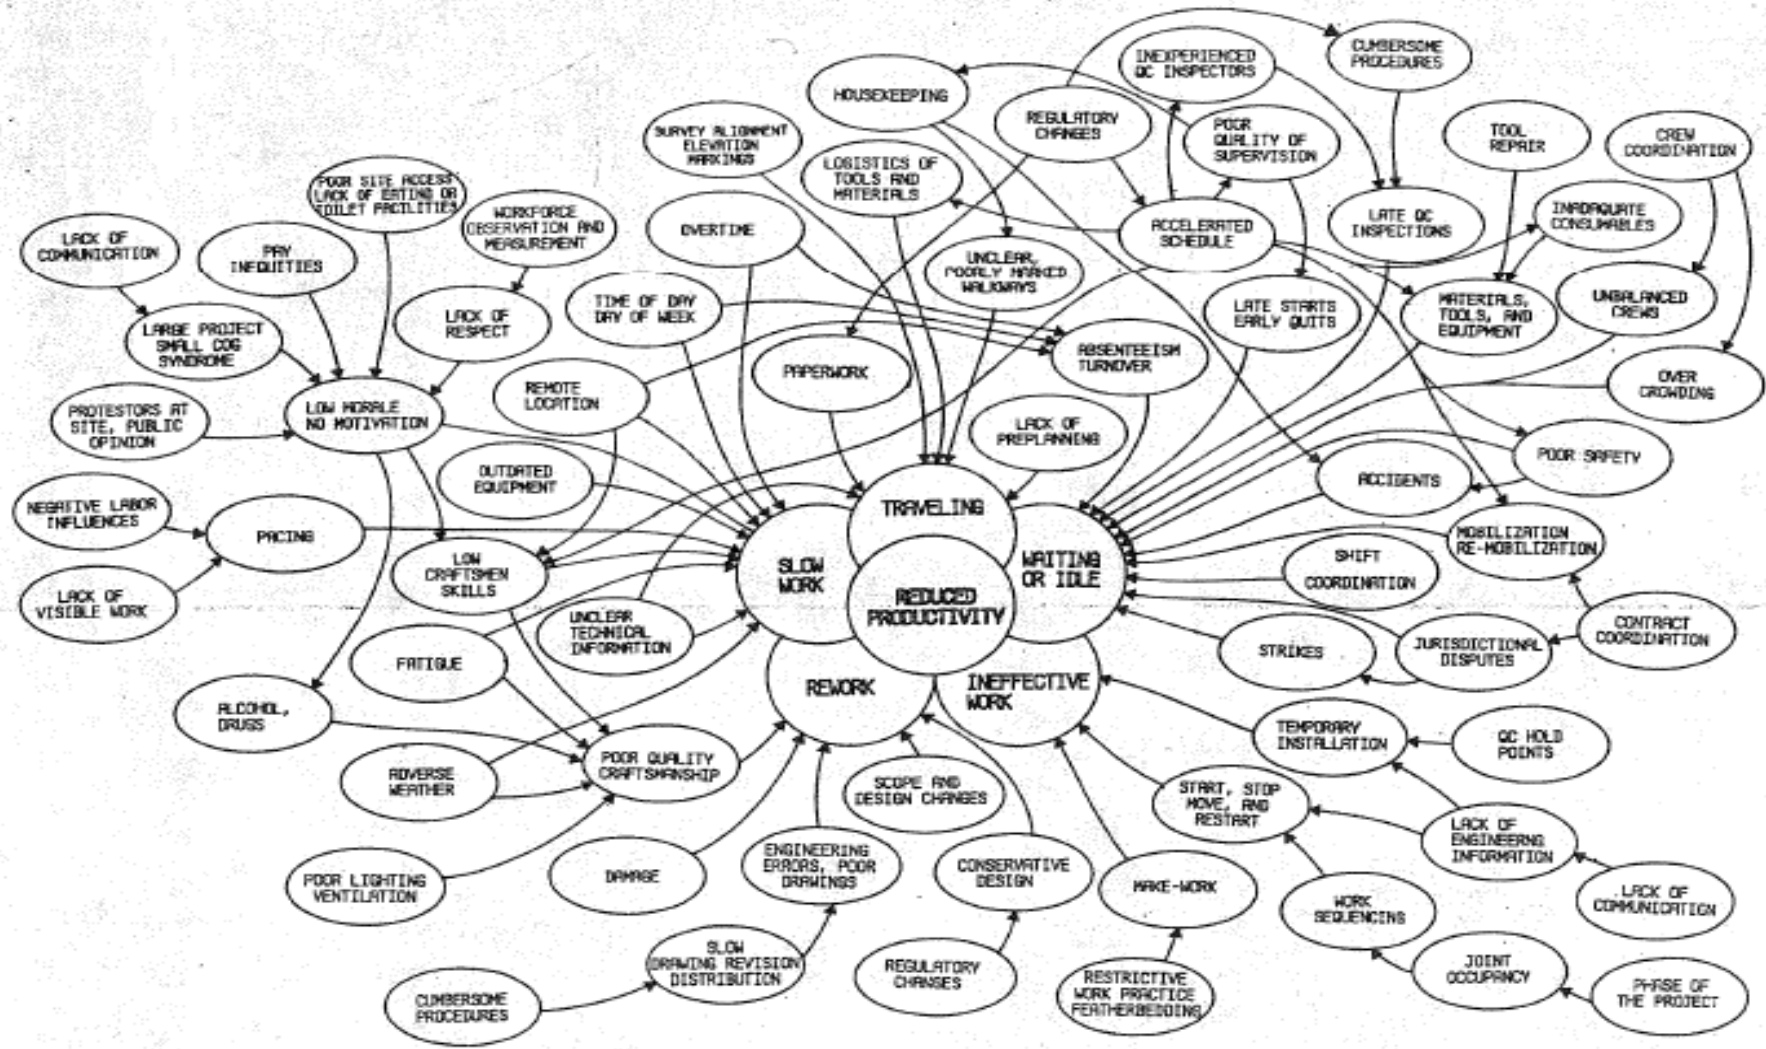 INEXPERIENCED
QC INSPECTORS
CUMBERSOME
PROCEDURES
HOUSEKEEPING
REGULATORY
CHANGES
POOR
QUALITY OF
SUPERVISION
TOOL
REPAIR
CREW
COORDINATION
SURVEY ALIGNMENT
ELEVATION
MARKINGS
LOGISTICS OF
TOOLS AND
MATERIALS
POOR SITE ACCESS
LACK OF EATING OR
TOILET FACILITIES
WORKFORCE
OBSERVATION AND
MEASUREMENT
OVERTIME
ACCELERATED
SCHEDULE
LATE QC
INSPECTIONS
INADAQUATE
CONSUMABLES
LACK OF
COMMUNICATION
PAY
INEQUITIES
UNCLEAR,
POORLY MARKED
WALKWAYS
TIME OF DAY
DAY OF WEEK
LATE STARTS
EARLY QUITS
MATERIALS,
TOOLS, AND
EQUIPMENT
UNBALANCED
CREWS
LARGE PROJECT
SMALL COG
SYNDROME
LACK OF
RESPECT
PAPERWORK
ABSENTEEISM
TURNOVER
REMOTE
LOCATION
OVER
CROWDING
PROTESTORS AT
SITE, PUBLIC
OPINION
LOW MORALE
NO MOTIVATION
LACK OF
PREPLANNING
POOR SAFETY
OUTDATED
EQUIPMENT
ACCIDENTS
NEGATIVE LABOR
INFLUENCES
PACING
TRAVELING
MOBILIZATION
RE-MOBILIZATION
LOW
CRAFTSMEN
SKILLS
SLOW
WORK
WAITING
OR IDLE
SHIFT
COORDINATION
LACK OF
VISIBLE WORK
REDUCED
PRODUCTIVITY
UNCLEAR
TECHNICAL
INFORMATION
CONTRACT
COORDINATION
FATIGUE
STRIKES
JURISDICTIONAL
DISPUTES
REWORK
INEFFECTIVE
WORK
ALCOHOL,
DRUGS
TEMPORARY
INSTALLATION
QC HOLD
POINTS
ADVERSE
WEATHER
POOR QUALITY
CRAFTSMANSHIP
SCOPE AND
DESIGN CHANGES
START, STOP
MOVE, AND
RESTART
LACK OF
ENGINEERNG
INFORMATION
POOR LIGHTING
VENTILATION
DAMAGE
ENGINEERING
ERRORS, POOR
DRAWINGS
CONSERVATIVE
DESIGN
MAKE-WORK
WORK
SEQUENCING
LACK OF
COMMUNICATION
SLOW
DRAWING REVISION
DISTRIBUTION
CUMBERSOME
PROCEDURES
REGULATORY
CHANGES
RESTRICTIVE
WORK PRACTICE
FEATHERBEDDING
JOINT
OCCUPANCY
PHASE OF
THE PROJECT